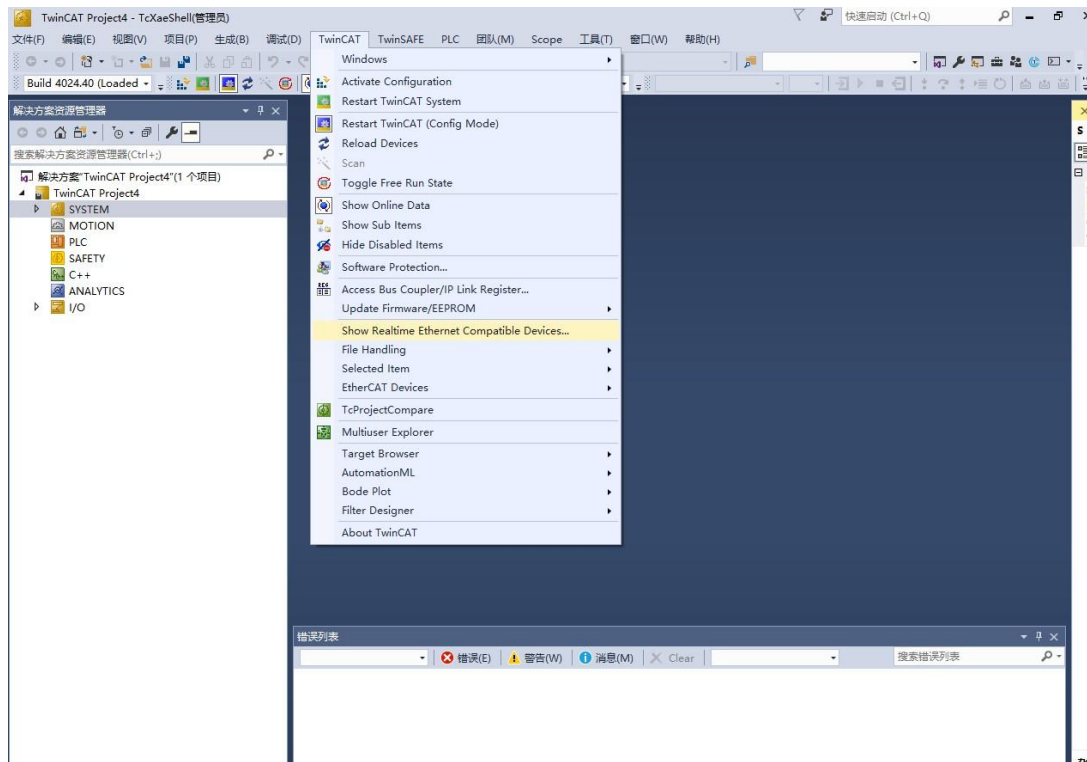 TwinCAT Project4 - TcXaeShell(管理员)
快速启动 (Ctrl+Q)
文件(F) 编辑(E) 视图(V) 项目(P) 生成(B) 调试(D) TwinCAT TwinSAFE PLC 团队(M) Scope 工具(T) 窗口(W) 帮助(H)
Build 4024.40 (Loaded
Windows
Activate Configuration
Restart TwinCAT System
Restart TwinCAT (Config Mode)
Reload Devices
Scan
Toggle Free Run State
Show Online Data
Show Sub Items
Hide Disabled Items
Software Protection...
Access Bus Coupler/IP Link Register...
Update Firmware/EEPROM
Show Realtime Ethernet Compatible Devices...
File Handling
Selected Item
EtherCAT Devices
TcProjectCompare
Multiuser Explorer
Target Browser
AutomationML
Bode Plot
Filter Designer
About TwinCAT
解决方案资源管理器
搜索解决方案资源管理器(Ctrl+;)
解决方案"TwinCAT Project4"(1 个项目)
TwinCAT Project4
SYSTEM
MOTION
PLC
SAFETY
C++
ANALYTICS
I/O
错误列表
错误(E) 警告(W) 消息(M) Clear
搜索错误列表
S